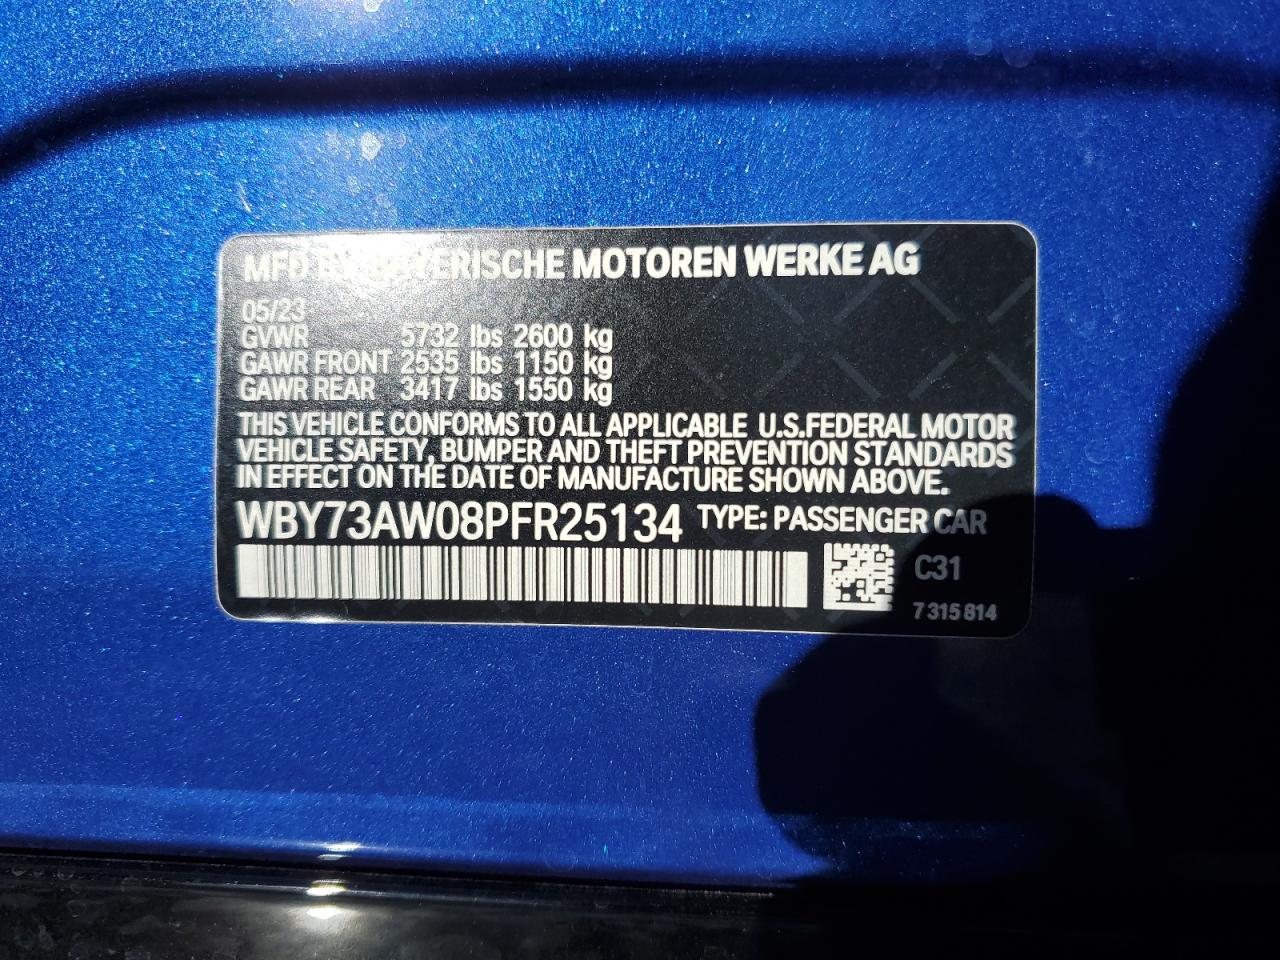 MFD BY BAYERISCHE MOTOREN WERKE AG
05/23
GVWR 5732 lbs 2600 kg
GAWR FRONT 2535 lbs 1150 kg
GAWR REAR 3417 lbs 1550 kg
THIS VEHICLE CONFORMS TO ALL APPLICABLE U.S.FEDERAL MOTOR
VEHICLE SAFETY, BUMPER AND THEFT PREVENTION STANDARDS
IN EFFECT ON THE DATE OF MANUFACTURE SHOWN ABOVE.
WBY73AW08PFR25134 TYPE: PASSENGER CAR
C31
7 315 814